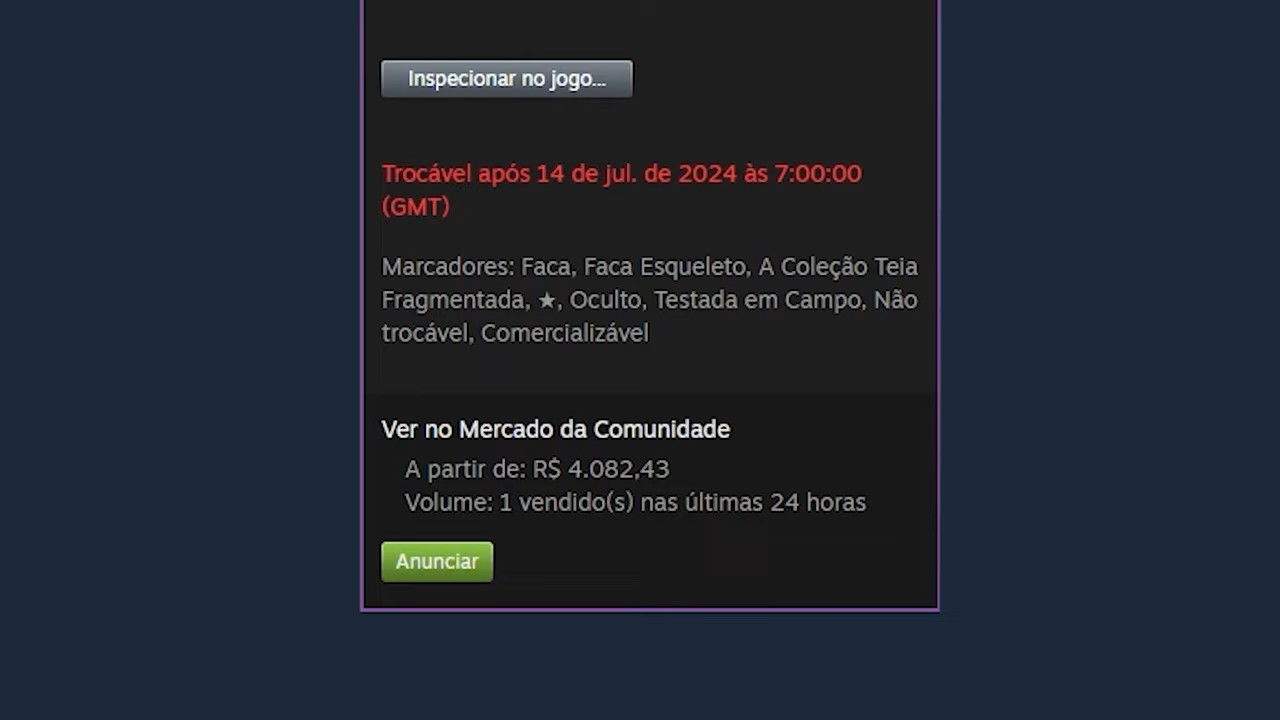 Inspecionar no jogo...
Trocável após 14 de jul. de 2024 às 7:00:00
(GMT)
Marcadores: Faca, Faca Esqueleto, A Coleção Teia
Fragmentada, ★, Oculto, Testada em Campo, Não
trocável, Comercializável
Ver no Mercado da Comunidade
A partir de: R$ 4.082,43
Volume: 1 vendido(s) nas últimas 24 horas
Anunciar